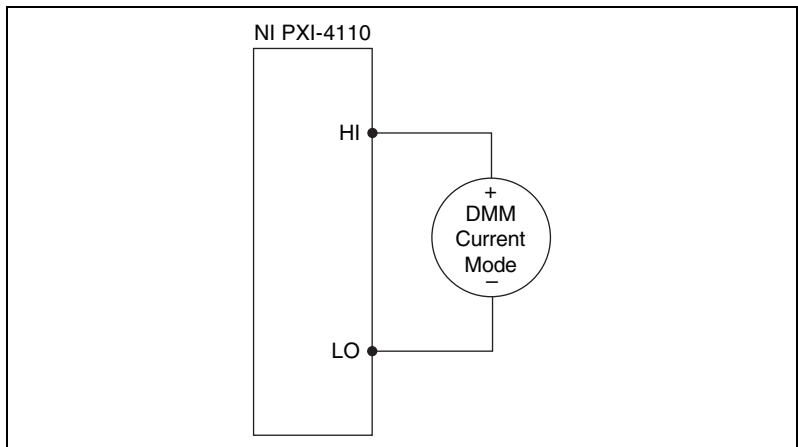 NI PXI-4110
HI
+
DMM
Current
Mode
–
LO